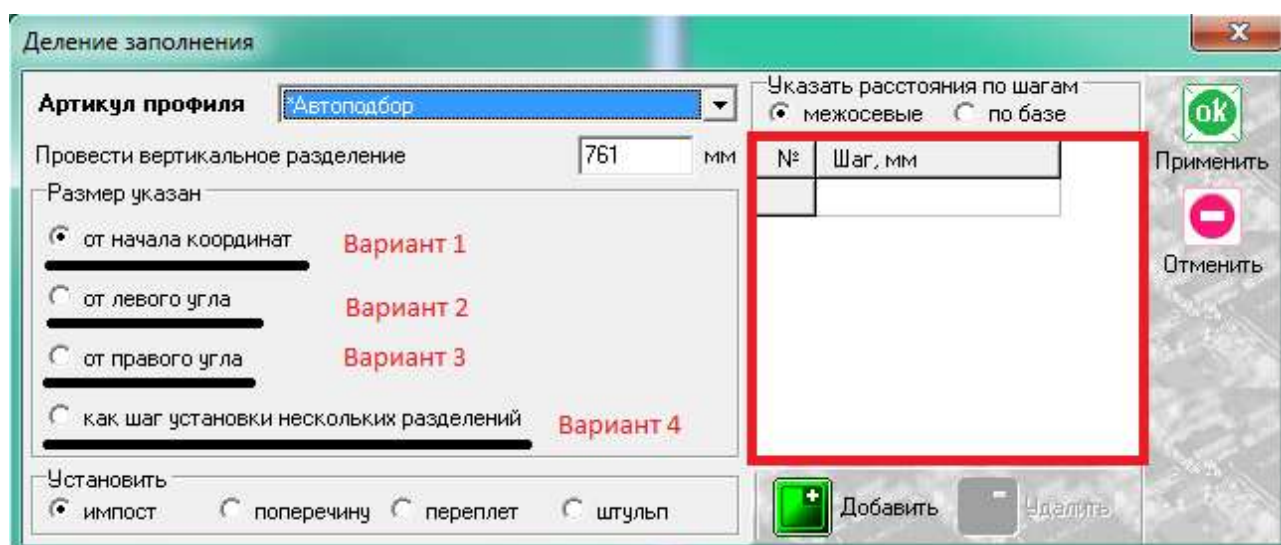 Деление заполнения
Артикул профиля *Автоподбор
Провести вертикальное разделение 761 мм
Размер указан
от начала координат Вариант 1
от левого угла Вариант 2
от правого угла Вариант 3
как шаг установки нескольких разделений Вариант 4
Установить
импост поперечину переплет штульп
Указать расстояния по шагам
межосевые по базе
№ Шаг, мм
Добавить Удалить
ok
Применить
Отменить